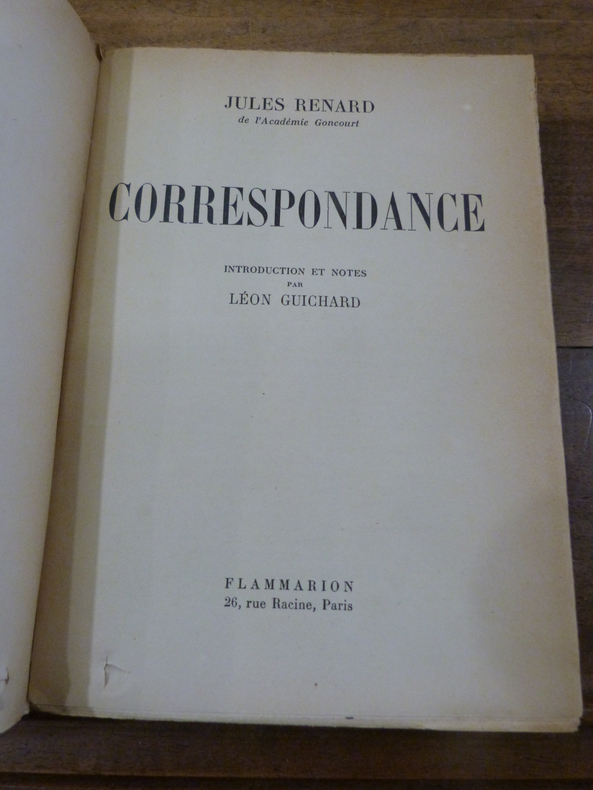 JULES RENARD
de l'Académie Goncourt
CORRESPONDANCE
INTRODUCTION ET NOTES
PAR
LÉON GUICHARD
FLAMMARION
26, rue Racine, Paris